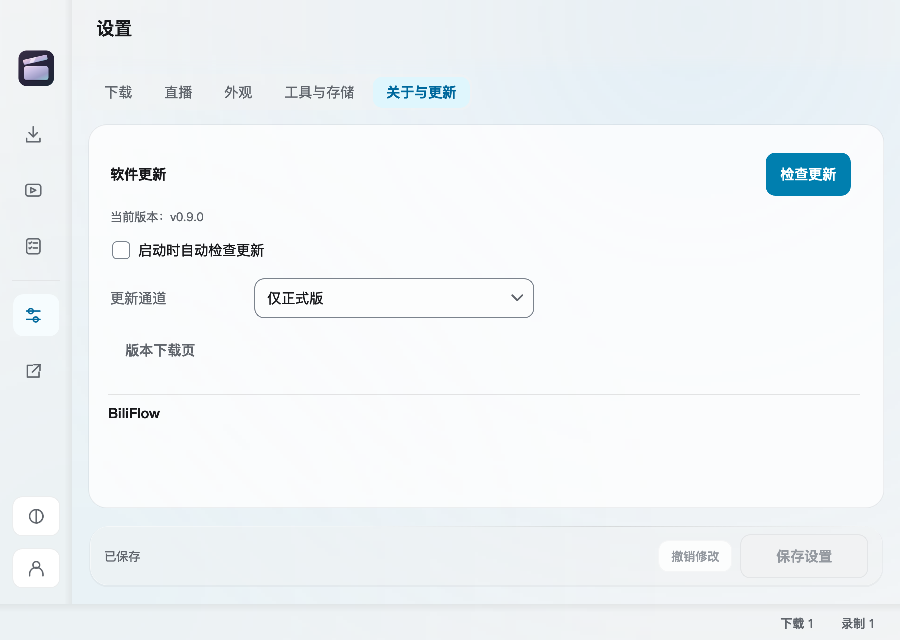 设置
下载 直播 外观 工具与存储 关于与更新
软件更新
检查更新
当前版本：v0.9.0
启动时自动检查更新
更新通道 仅正式版
版本下载页
BiliFlow
已保存 撤销修改 保存设置
下载 1 录制 1